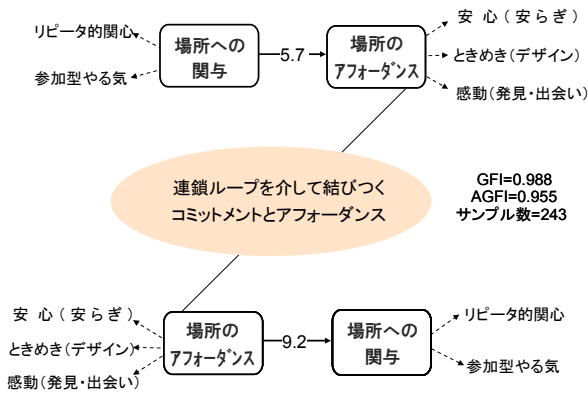 リピータ的関心
参加型やる気
場所への
関与
5.7
場所の
アフォーダンス
安 心 ( 安 ら ぎ )
ときめき(デザイン)
感動(発見・出会い)
連鎖ループを介して結びつく
コミットメントとアフォーダンス
GFI=0.988
AGFI=0.955
サンプル数=243
安 心 ( 安 ら ぎ )
ときめき(デザイン)
感動(発見・出会い)
場所の
アフォーダンス
9.2
場所への
関与
リピータ的関心
参加型やる気